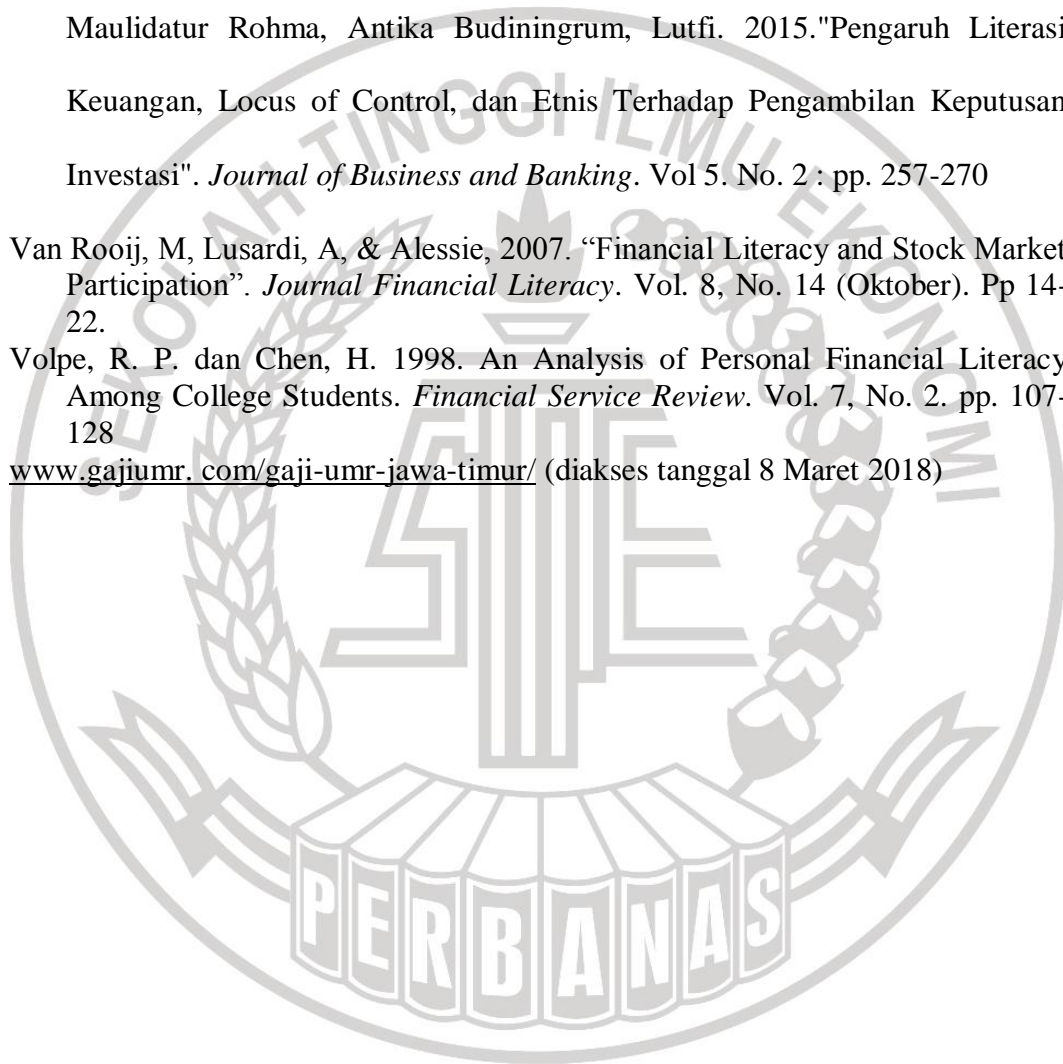 Maulidatur Rohma, Antika Budiningrum, Lutfi. 2015."Pengaruh Literasi
Keuangan, Locus of Control, dan Etnis Terhadap Pengambilan Keputusan
Investasi". Journal of Business and Banking. Vol 5. No. 2 : pp. 257-270
Van Rooij, M, Lusardi, A, & Alessie, 2007. “Financial Literacy and Stock Market
Participation”. Journal Financial Literacy. Vol. 8, No. 14 (Oktober). Pp 14-
22.
Volpe, R. P. dan Chen, H. 1998. An Analysis of Personal Financial Literacy
Among College Students. Financial Service Review. Vol. 7, No. 2. pp. 107-
128
www.gajiumr. com/gaji-umr-jawa-timur/ (diakses tanggal 8 Maret 2018)
SEKOLAH TINGGI ILMU EKONOMI
STIE
PERBANAS